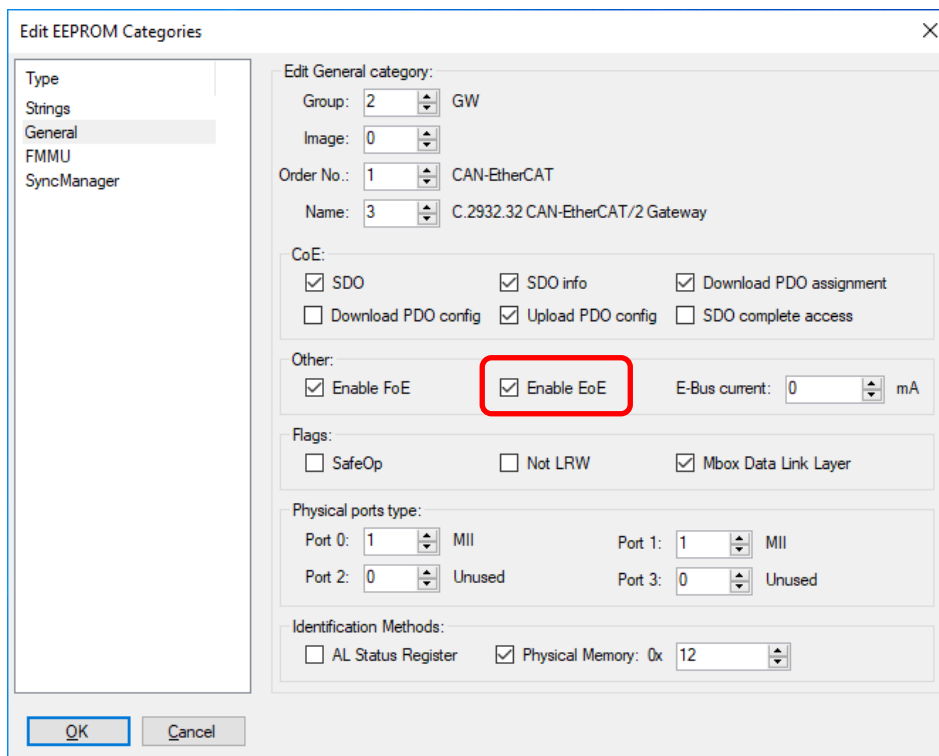 Edit EEPROM Categories
Type
Strings
General
FMMU
SyncManager
Edit General category:
Group: 2 GW
Image: 0
Order No.: 1 CAN-EtherCAT
Name: 3 C.2932.32 CAN-EtherCAT/2 Gateway
CoE:
SDO SDO info Download PDO assignment
Download PDO config Upload PDO config SDO complete access
Other:
Enable FoE Enable EoE E-Bus current: 0 mA
Flags:
SafeOp Not LRW Mbox Data Link Layer
Physical ports type:
Port 0: 1 MII Port 1: 1 MII
Port 2: 0 Unused Port 3: 0 Unused
Identification Methods:
AL Status Register Physical Memory: 0x 12
OK Cancel